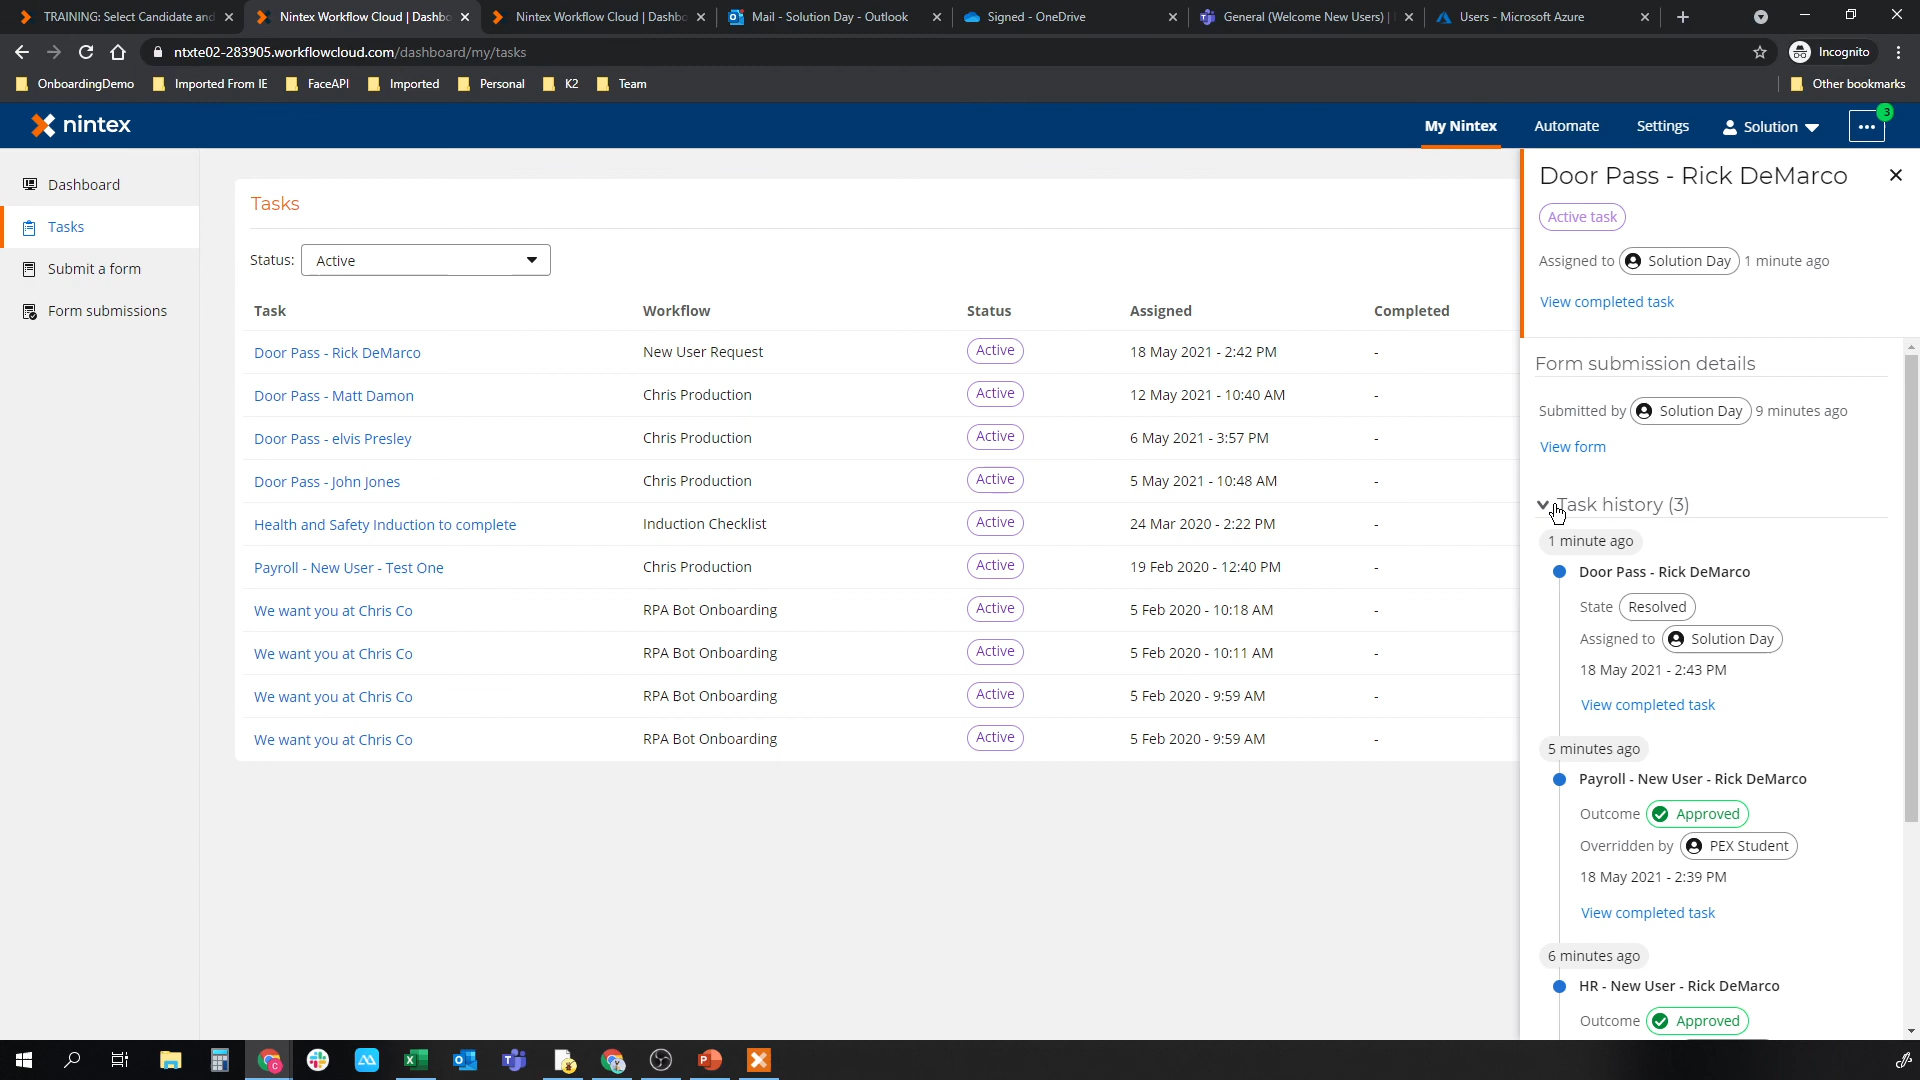 TRAINING: Select Candidate and
Nintex Workflow Cloud | Dashbo
Nintex Workflow Cloud | Dashbo
Mail - Solution Day - Outlook
Signed - OneDrive
General (Welcome New Users) |
Users - Microsoft Azure
ntxte02-283905.workflowcloud.com/dashboard/my/tasks
Incognito
OnboardingDemo
Imported From IE
FaceAPI
Imported
Personal
K2
Team
Other bookmarks
nintex
My Nintex
Automate
Settings
Solution
3
Dashboard
Tasks
Submit a form
Form submissions
Tasks
Status: Active
Task Workflow Status Assigned Completed
Door Pass - Rick DeMarco New User Request Active 18 May 2021 - 2:42 PM -
Door Pass - Matt Damon Chris Production Active 12 May 2021 - 10:40 AM -
Door Pass - elvis Presley Chris Production Active 6 May 2021 - 3:57 PM -
Door Pass - John Jones Chris Production Active 5 May 2021 - 10:48 AM -
Health and Safety Induction to complete Induction Checklist Active 24 Mar 2020 - 2:22 PM -
Payroll - New User - Test One Chris Production Active 19 Feb 2020 - 12:40 PM -
We want you at Chris Co RPA Bot Onboarding Active 5 Feb 2020 - 10:18 AM -
We want you at Chris Co RPA Bot Onboarding Active 5 Feb 2020 - 10:11 AM -
We want you at Chris Co RPA Bot Onboarding Active 5 Feb 2020 - 9:59 AM -
We want you at Chris Co RPA Bot Onboarding Active 5 Feb 2020 - 9:59 AM -
Door Pass - Rick DeMarco
Active task
Assigned to Solution Day 1 minute ago
View completed task
Form submission details
Submitted by Solution Day 9 minutes ago
View form
Task history (3)
1 minute ago
Door Pass - Rick DeMarco
State Resolved
Assigned to Solution Day
18 May 2021 - 2:43 PM
View completed task
5 minutes ago
Payroll - New User - Rick DeMarco
Outcome Approved
Overridden by PEX Student
18 May 2021 - 2:39 PM
View completed task
6 minutes ago
HR - New User - Rick DeMarco
Outcome Approved